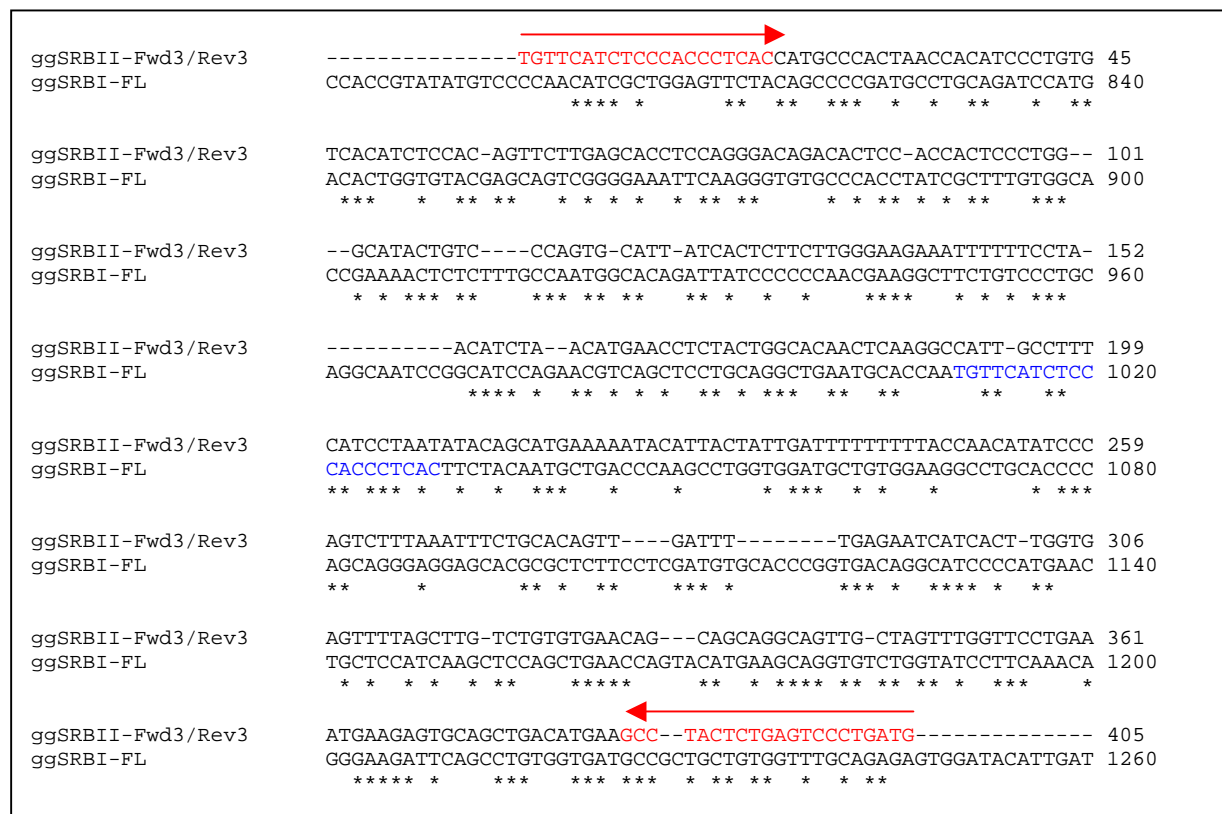 ggSRBII-Fwd3/Rev3 ---------------TGTTCATCTCCCACCCTCACCATGCCCACTAACCACATCCCTGTG 45
ggSRBI-FL CCACCGTATATGTCCCCAACATCGCTGGAGTTCTACAGCCCCGATGCCTGCAGATCCATG 840
**** * ** ** *** * * ** * **
ggSRBII-Fwd3/Rev3 TCACATCTCCAC-AGTTCTTGAGCACCTCCAGGGACAGACACTCC-ACCACTCCCTGG-- 101
ggSRBI-FL ACACTGGTGTACGAGCAGTCGGGGAAATTCAAGGGTGTGCCCACCTATCGCTTTGTGGCA 900
*** * ** ** * * * * * ** ** * * * * ** ***
ggSRBII-Fwd3/Rev3 --GCATACTGTC----CCAGTG-CATT-ATCACTCTTCTTGGGAAGAAATTTTTTCCTA- 152
ggSRBI-FL CCGAAAACTCTCTTTGCCAATGGCACAGATTATCCCCCCAACGAAGGCTTCTGTCCCTGC 960
* * *** ** *** ** ** ** * * * **** * * * ***
ggSRBII-Fwd3/Rev3 ----------ACATCTA--ACATGAACCTCTACTGGCACAACTCAAGGCCATT-GCCTTT 199
ggSRBI-FL AGGCAATCCGGCATCCAGAACGTCAGCTCCTGCAGGCTGAATGCACCAATGTTCATCTCC 1020
**** * ** * * * ** * *** ** ** ** **
ggSRBII-Fwd3/Rev3 CATCCTAATATACAGCATGAAAAATACATTACTATTGATTTTTTTTTACCAACATATCCC 259
ggSRBI-FL CACCCTCACTTCTACAATGCTGACCCAAGCCTGGTGGATGCTGTGGAAGGCCTGCACCCC 1080
** *** * * * *** * * * *** * * * * ***
ggSRBII-Fwd3/Rev3 AGTCTTTAAATTTCTGCACAGTT----GATTT--------TGAGAATCATCACT-TGGTG 306
ggSRBI-FL AGCAGGGAGGAGCACGCGCTCTTCCTCGATGTGCACCCGGTGACAGGCATCCCCATGAAC 1140
** * ** * ** *** * *** * **** * **
ggSRBII-Fwd3/Rev3 AGTTTTAGCTTG-TCTGTGTGAACAG---CAGCAGGCAGTTG-CTAGTTTGGTTCCTGAA 361
ggSRBI-FL TGCTCCATCAAGCTCCAGCTGAACCAGTACATGAAGCAGGTGTCTGGTATCCTTCAAACA 1200
* * * * * ** ***** ** * **** ** ** ** * *** *
ggSRBII-Fwd3/Rev3 ATGAAGAGTGCAGCTGACATGAAGCC--TACTCTGAGTCCCTGATG-------------- 405
ggSRBI-FL GGGAAGATTCAGCCTGTGGTGATGCCGCTGCTGTGGTTTGCAGAGAGTGGATACATTGAT 1260
***** * *** *** *** * ** ** * * **